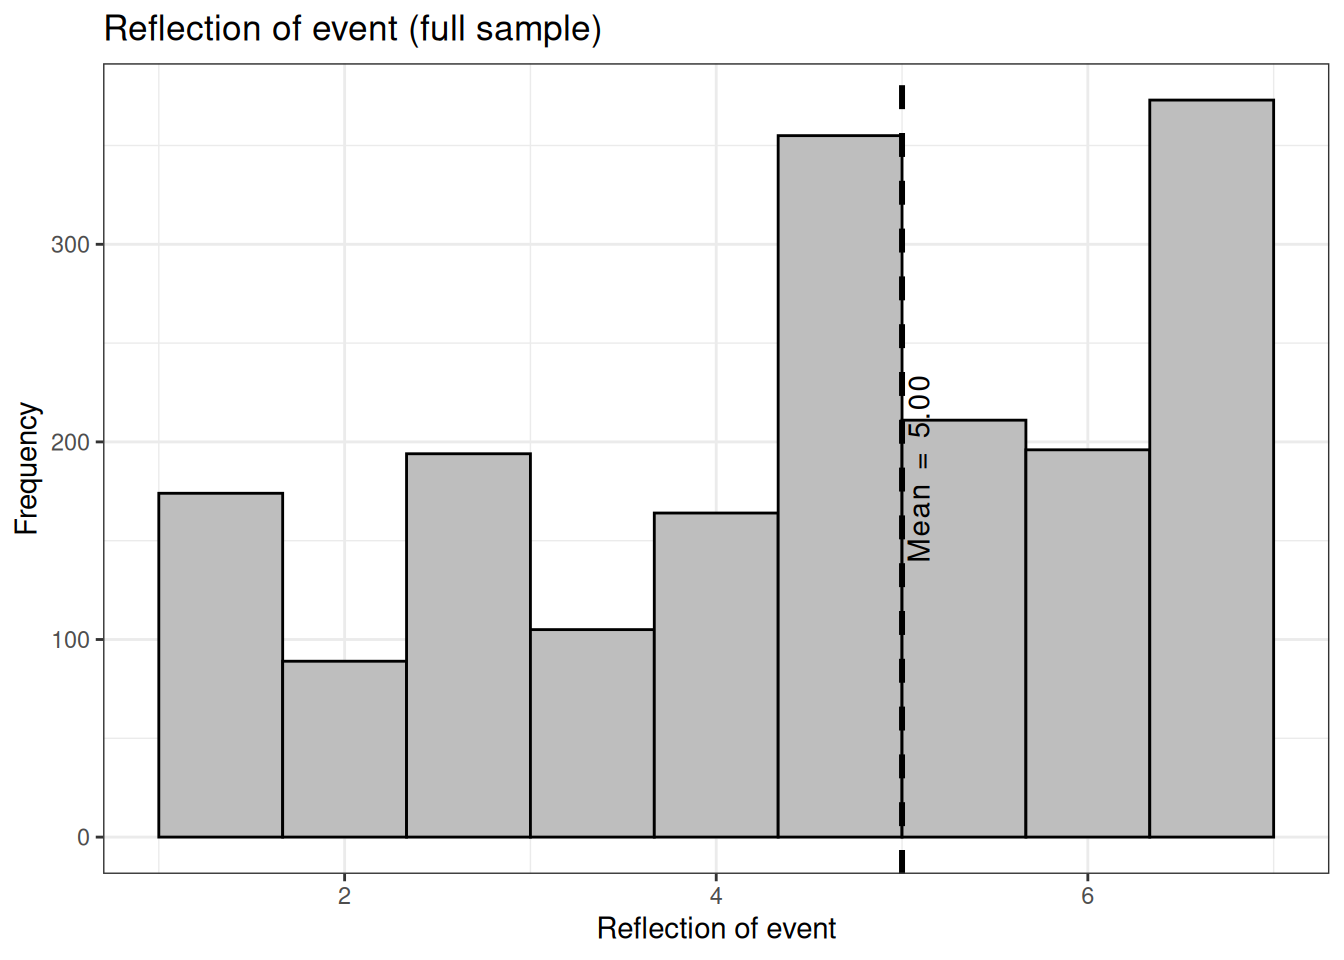 Reflection of event (full sample)
Frequency
300
200
100
0
Mean = 5.00
2
4
6
Reflection of event